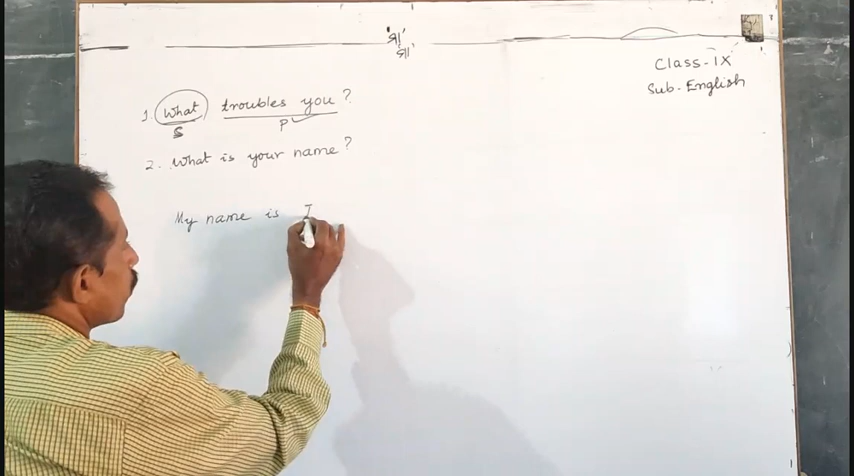 'श्री'
श्री'
Class-IX
Sub-English
1. What troubles you?
S P
2. What is your name?
My name is